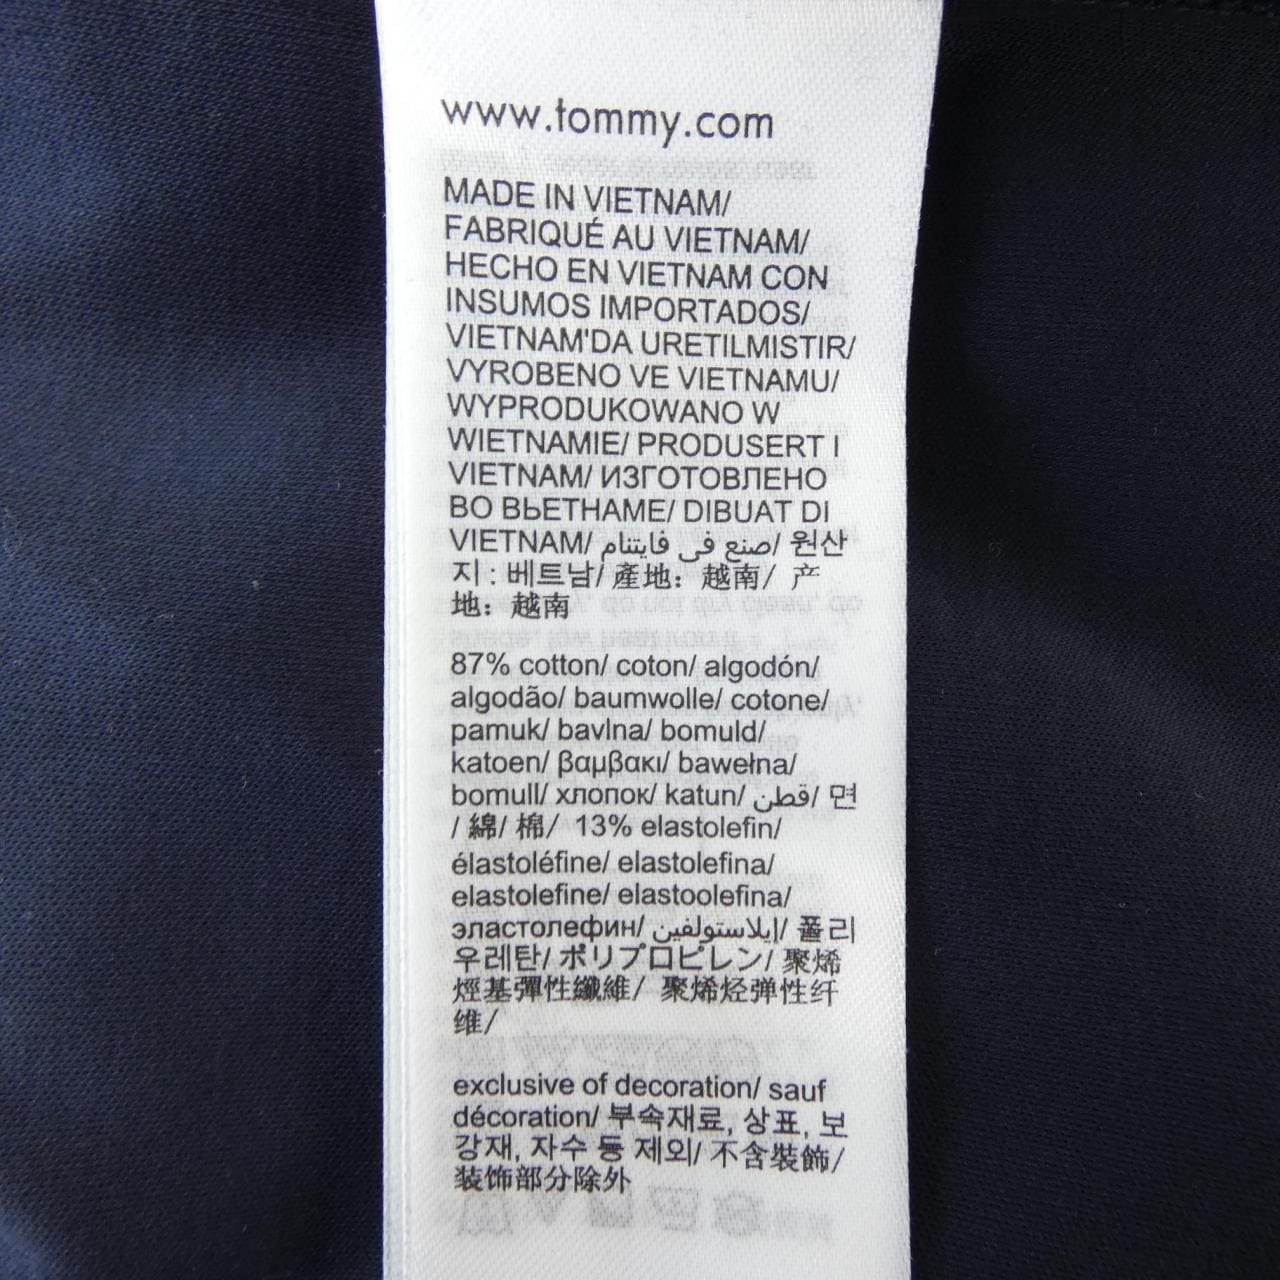 www.tommy.com
MADE IN VIETNAM/
FABRIQUÉ AU VIETNAM/
HECHO EN VIETNAM CON
INSUMOS IMPORTADOS/
VIETNAM'DA URETILMISTIR/
VYROBENO VE VIETNAMU/
WYPRODUKOWANO W
WIETNAMIE/ PRODUSERT I
VIETNAM/ ИЗГОТОВЛЕНО
ВО ВЬЕТНАМЕ/ DIBUAT DI
VIETNAM/ صنع في فايتنام/ 원산
지 : 베트남/ 產地：越南/ 产
地：越南
87% cotton/ coton/ algodón/
algodão/ baumwolle/ cotone/
pamuk/ bavlna/ bomuld/
katoen/ βαμβακι/ bawełna/
bomull/ хлопок/ katun/ قطن/ 면
/ 綿/ 棉/ 13% elastolefin/
élastoléfine/ elastolefina/
elastolefine/ elastoolefina/
эластолефин/ إيلاستولفين/ 폴리
우레탄/ ポリプロピレン/ 聚烯
烴基彈性纖維/ 聚烯烃弹性纤
维/
exclusive of decoration/ sauf
décoration/ 부속재료, 상표, 보
강재, 자수 등 제외/ 不含裝飾/
装饰部分除外